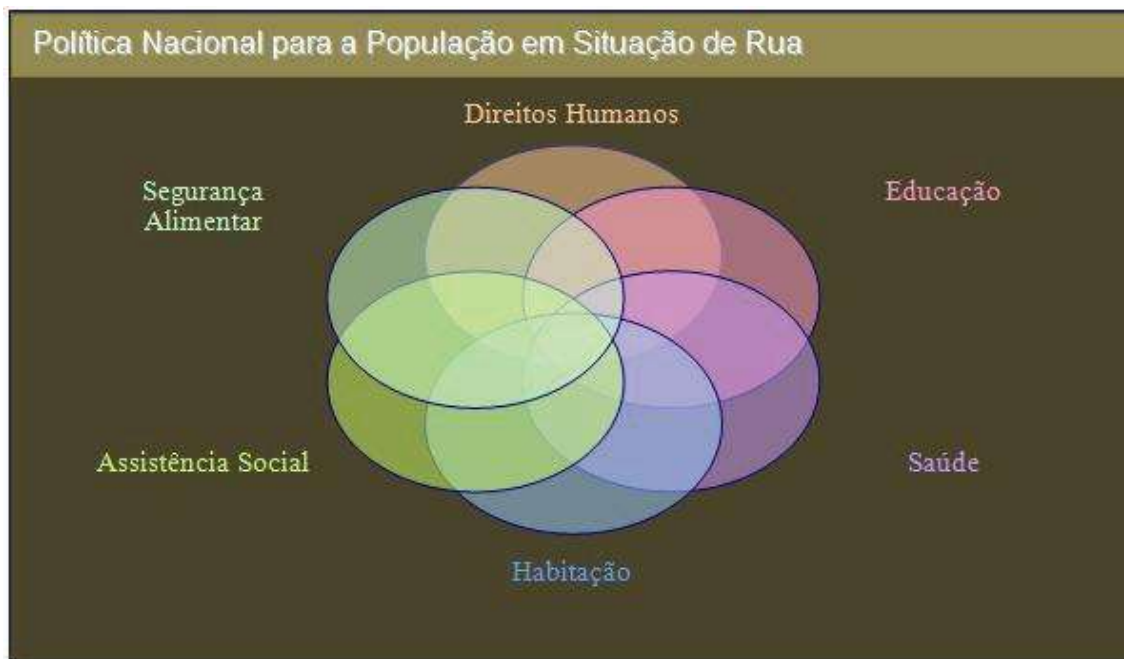 Política Nacional para a População em Situação de Rua
Direitos Humanos
Segurança
Alimentar
Educação
Assistência Social
Saúde
Habitação